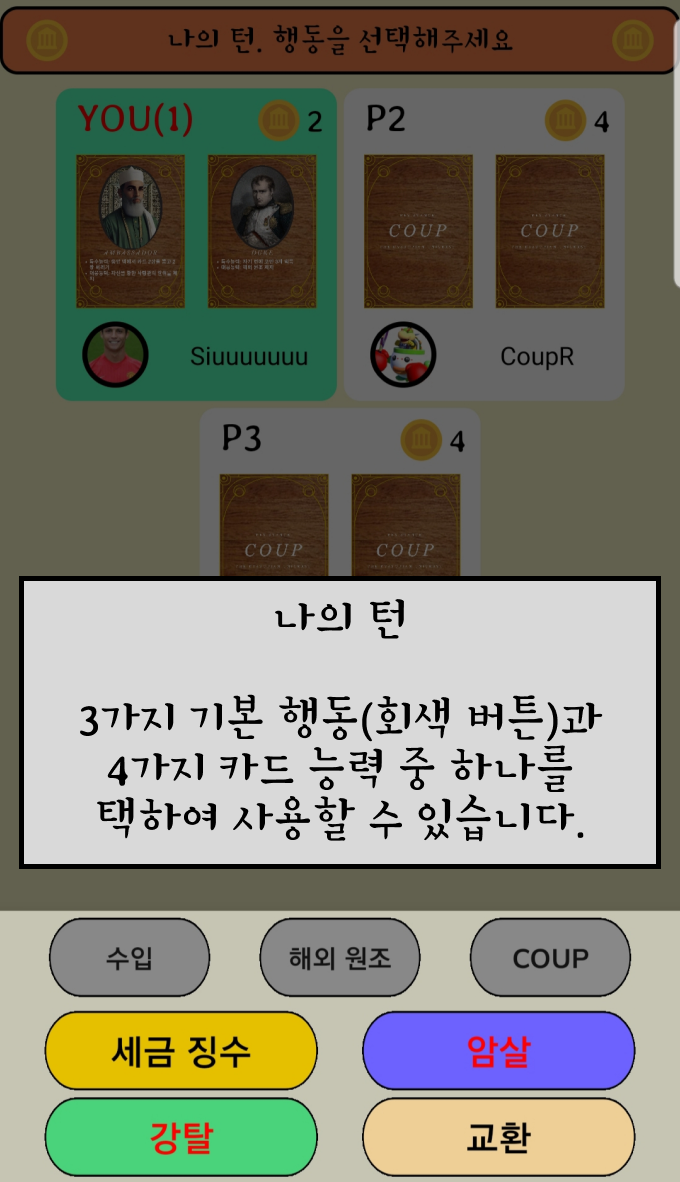 나의 턴. 행동을 선택해주세요
YOU(1)
2
P2
4
AMBASSADOR
DUKE
COUP
COUP
Siuuuuuuu
CoupR
P3
4
COUP
COUP
나의 턴
3가지 기본 행동(회색 버튼)과
4가지 카드 능력 중 하나를
택하여 사용할 수 있습니다.
수입
해외 원조
COUP
세금 징수
암살
강탈
교환